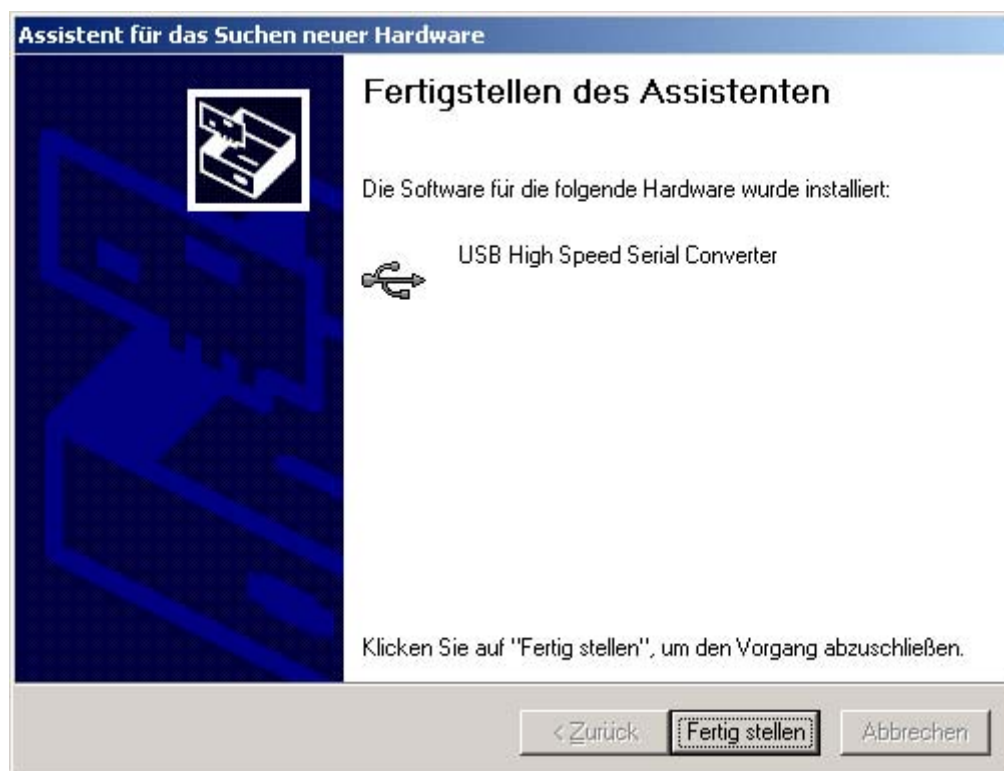 Assistent für das Suchen neuer Hardware
Fertigstellen des Assistenten
Die Software für die folgende Hardware wurde installiert:
USB High Speed Serial Converter
Klicken Sie auf "Fertig stellen", um den Vorgang abzuschließen.
< Zurück Fertig stellen Abbrechen